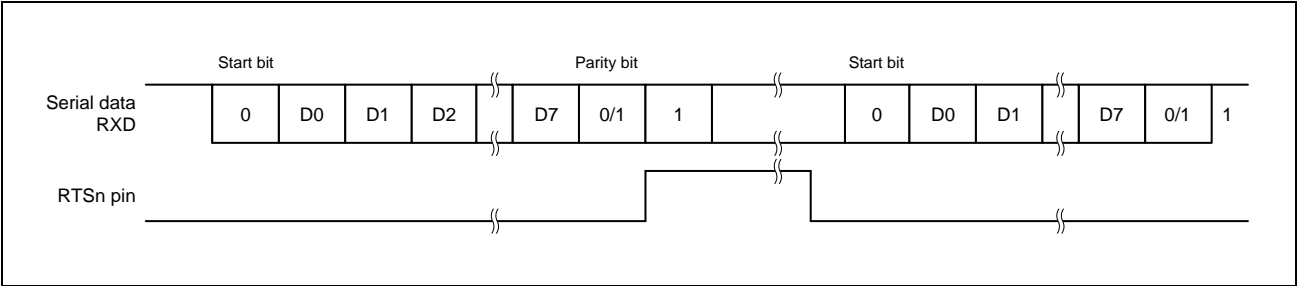 Start bit Parity bit Start bit
Serial data
RXD
0 D0 D1 D2 D7 0/1 1 0 D0 D1 D7 0/1 1
RTSn pin